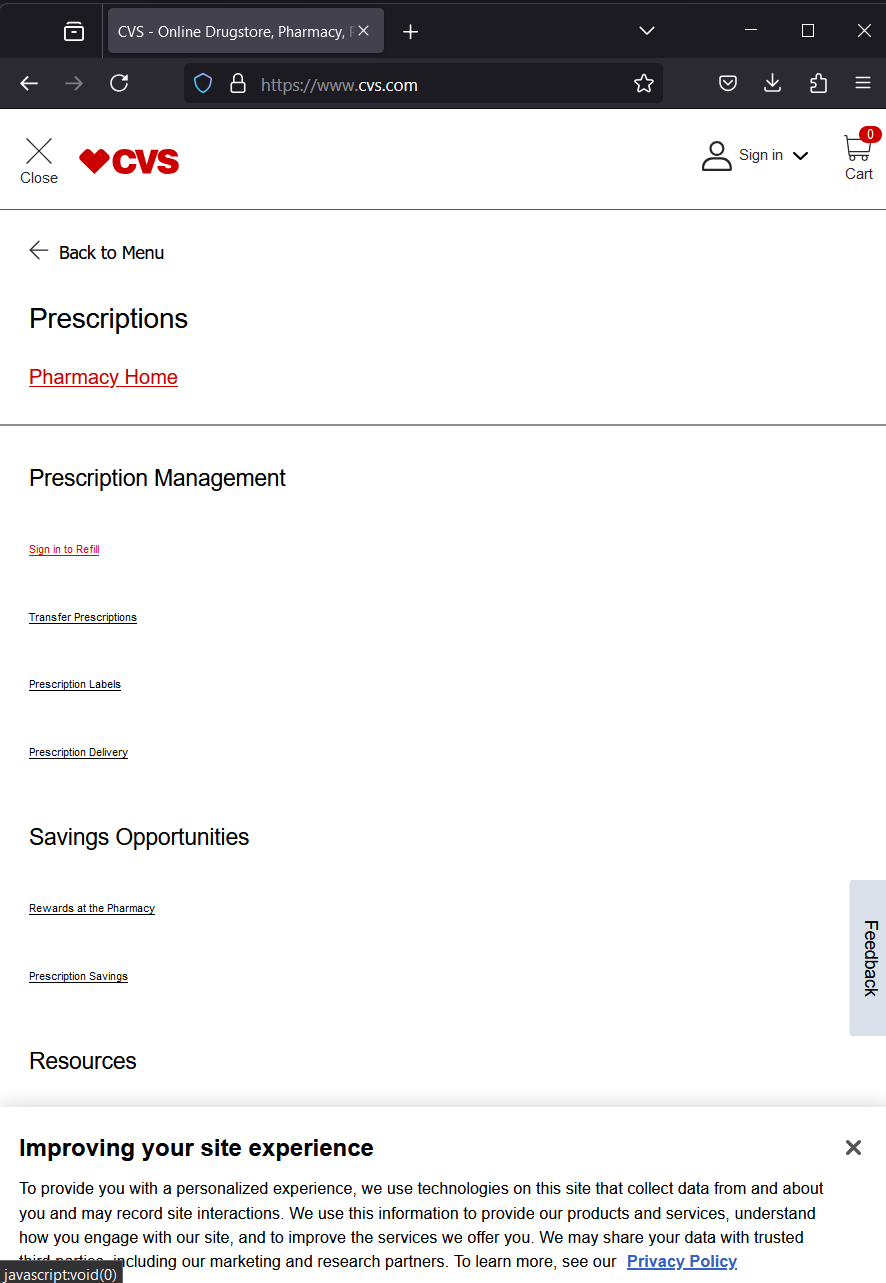 CVS - Online Drugstore, Pharmacy,
https://www.cvs.com
Close
CVS
Sign in
0
Cart
Back to Menu
Prescriptions
Pharmacy Home
Prescription Management
Sign in to Refill
Transfer Prescriptions
Prescription Labels
Prescription Delivery
Savings Opportunities
Rewards at the Pharmacy
Prescription Savings
Feedback
Resources
Improving your site experience
To provide you with a personalized experience, we use technologies on this site that collect data from and about
you and may record site interactions. We use this information to provide our products and services, understand
how you engage with our site, and to improve the services we offer you. We may share your data with trusted
third parties, including our marketing and research partners. To learn more, see our Privacy Policy
javascript:void(0)